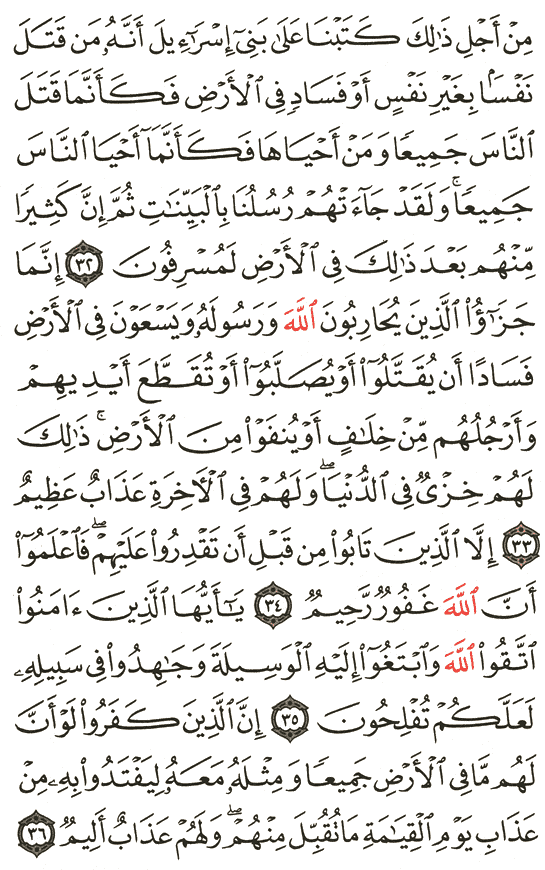 مِنْ أَجْلِ ذَٰلِكَ كَتَبْنَا عَلَىٰ بَنِىٓ إِسْرَٰٓءِيلَ أَنَّهُۥ مَن قَتَلَ
نَفْسًۢا بِغَيْرِ نَفْسٍ أَوْ فَسَادٍ فِى ٱلْأَرْضِ فَكَأَنَّمَا قَتَلَ
ٱلنَّاسَ جَمِيعًا وَمَنْ أَحْيَاهَا فَكَأَنَّمَآ أَحْيَا ٱلنَّاسَ
جَمِيعًا ۚ وَلَقَدْ جَآءَتْهُمْ رُسُلُنَا بِٱلْبَيِّنَٰتِ ثُمَّ إِنَّ كَثِيرًا
مِّنْهُم بَعْدَ ذَٰلِكَ فِى ٱلْأَرْضِ لَمُسْرِفُونَ ٣٢ إِنَّمَا
جَزَٰٓؤُا۟ ٱلَّذِينَ يُحَارِبُونَ ٱللَّهَ وَرَسُولَهُۥ وَيَسْعَوْنَ فِى ٱلْأَرْضِ
فَسَادًا أَن يُقَتَّلُوٓا۟ أَوْ يُصَلَّبُوٓا۟ أَوْ تُقَطَّعَ أَيْدِيهِمْ
وَأَرْجُلُهُم مِّنْ خِلَٰفٍ أَوْ يُنفَوْا۟ مِنَ ٱلْأَرْضِ ۚ ذَٰلِكَ
لَهُمْ خِزْىٌ فِى ٱلدُّنْيَا ۖ وَلَهُمْ فِى ٱلْـَٔاخِرَةِ عَذَابٌ عَظِيمٌ
٣٣ إِلَّا ٱلَّذِينَ تَابُوا۟ مِن قَبْلِ أَن تَقْدِرُوا۟ عَلَيْهِمْ ۖ فَٱعْلَمُوٓا۟
أَنَّ ٱللَّهَ غَفُورٌ رَّحِيمٌ ٣٤ يَٰٓأَيُّهَا ٱلَّذِينَ ءَامَنُوا۟
ٱتَّقُوا۟ ٱللَّهَ وَٱبْتَغُوٓا۟ إِلَيْهِ ٱلْوَسِيلَةَ وَجَٰهِدُوا۟ فِى سَبِيلِهِۦ
لَعَلَّكُمْ تُفْلِحُونَ ٣٥ إِنَّ ٱلَّذِينَ كَفَرُوا۟ لَوْ أَنَّ
لَهُم مَّا فِى ٱلْأَرْضِ جَمِيعًا وَمِثْلَهُۥ مَعَهُۥ لِيَفْتَدُوا۟ بِهِۦ مِنْ
عَذَابِ يَوْمِ ٱلْقِيَٰمَةِ مَا تُقُبِّلَ مِنْهُمْ ۖ وَلَهُمْ عَذَابٌ أَلِيمٌ ٣٦